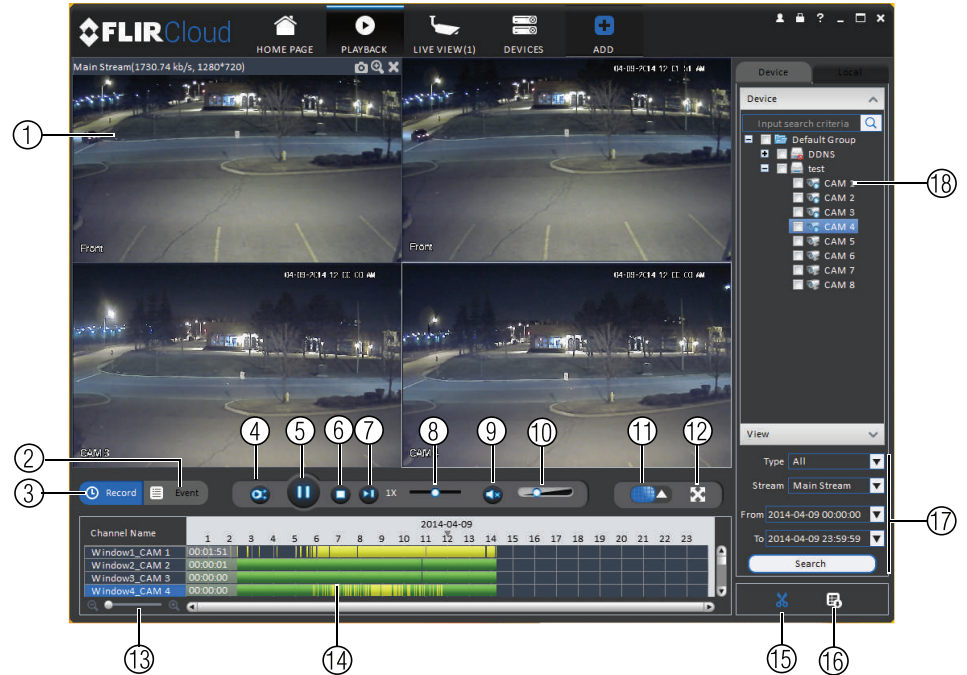 FLIRCloud
HOME PAGE
PLAYBACK
LIVE VIEW(1)
DEVICES
ADD
?
Main Stream(1730.74 kb/s, 1280*720)
Front
Front
CAM 3
Device
Local
Device
Input search criteria
Default Group
DDNS
test
CAM 1
CAM 2
CAM 3
CAM 4
CAM 5
CAM 6
CAM 7
CAM 8
View
Type All
Stream Main Stream
From 2014-04-09 00:00:00
To 2014-04-09 23:59:59
Search
Record
Event
1X
2014-04-09
Channel Name
1 2 3 4 5 6 7 8 9 10 11 12 13 14 15 16 17 18 19 20 21 22 23
Window1_CAM 1 00:01:51
Window2_CAM 2 00:00:01
Window3_CAM 3 00:00:00
Window4_CAM 4 00:00:00
1
2
3
4
5
6
7
8
9
10
11
12
13
14
15
16
17
18